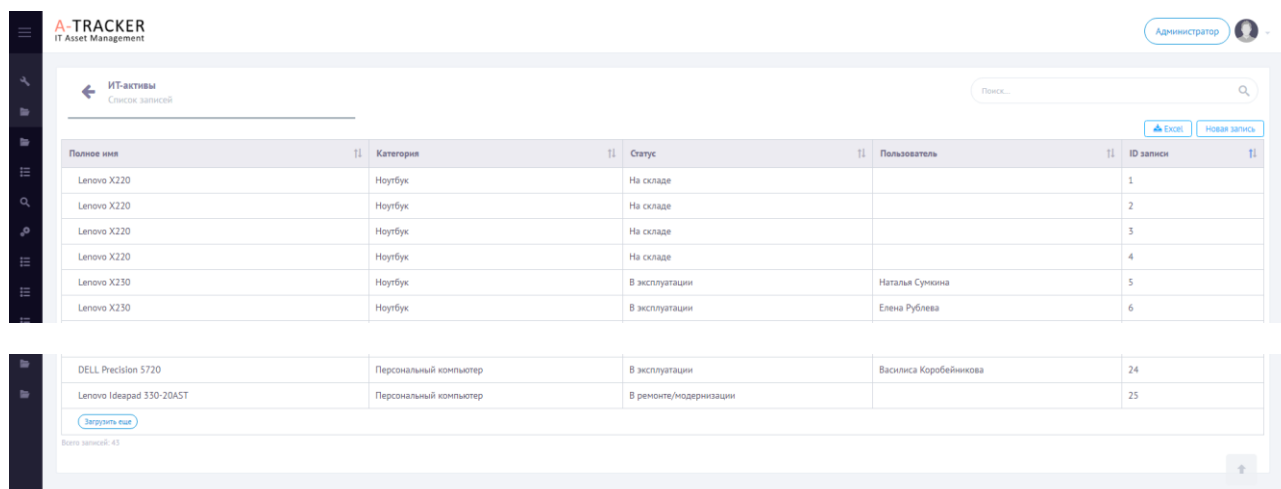 A-TRACKER
IT Asset Management
Администратор
ИТ-активы
Список записей
Поиск...
Excel Новая запись
Полное имя Категория Статус Пользователь ID записи
Lenovo X220 Ноутбук На складе 1
Lenovo X220 Ноутбук На складе 2
Lenovo X220 Ноутбук На складе 3
Lenovo X220 Ноутбук На складе 4
Lenovo X230 Ноутбук В эксплуатации Наталья Сумкина 5
Lenovo X230 Ноутбук В эксплуатации Елена Рублева 6
DELL Precision 5720 Персональный компьютер В эксплуатации Василиса Коробейникова 24
Lenovo Ideapad 330-20AST Персональный компьютер В ремонте/модернизации 25
Загрузить еще
Всего записей: 43